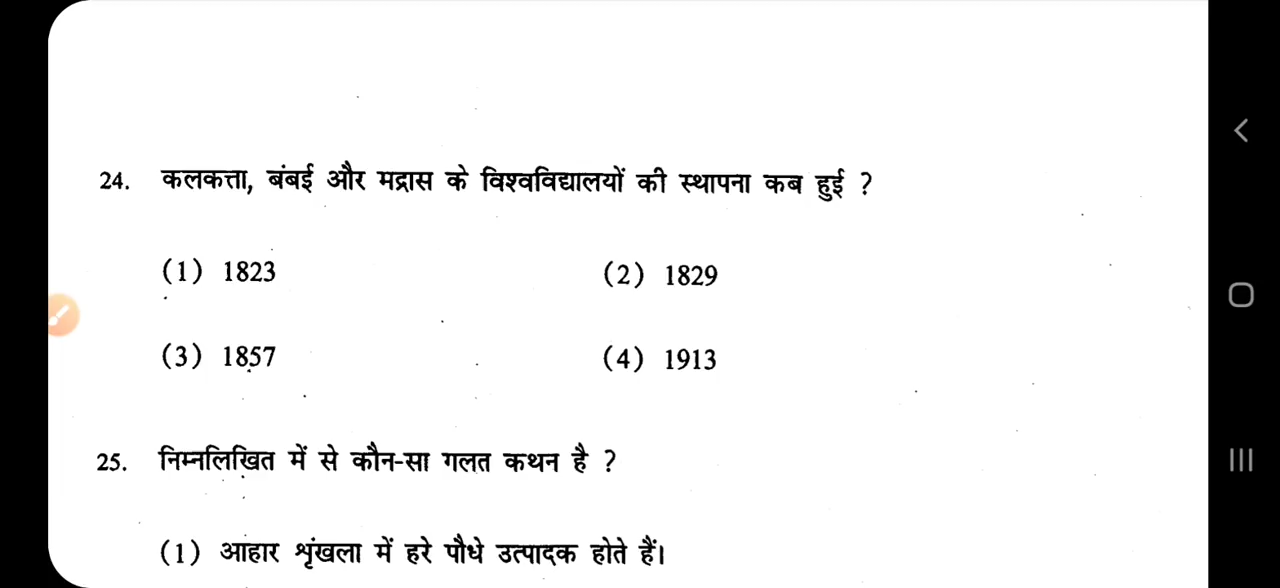 24. कलकत्ता, बंबई और मद्रास के विश्वविद्यालयों की स्थापना कब हुई ?
(1) 1823 (2) 1829
(3) 1857 (4) 1913
25. निम्नलिखित में से कौन-सा गलत कथन है ?
(1) आहार शृंखला में हरे पौधे उत्पादक होते हैं।